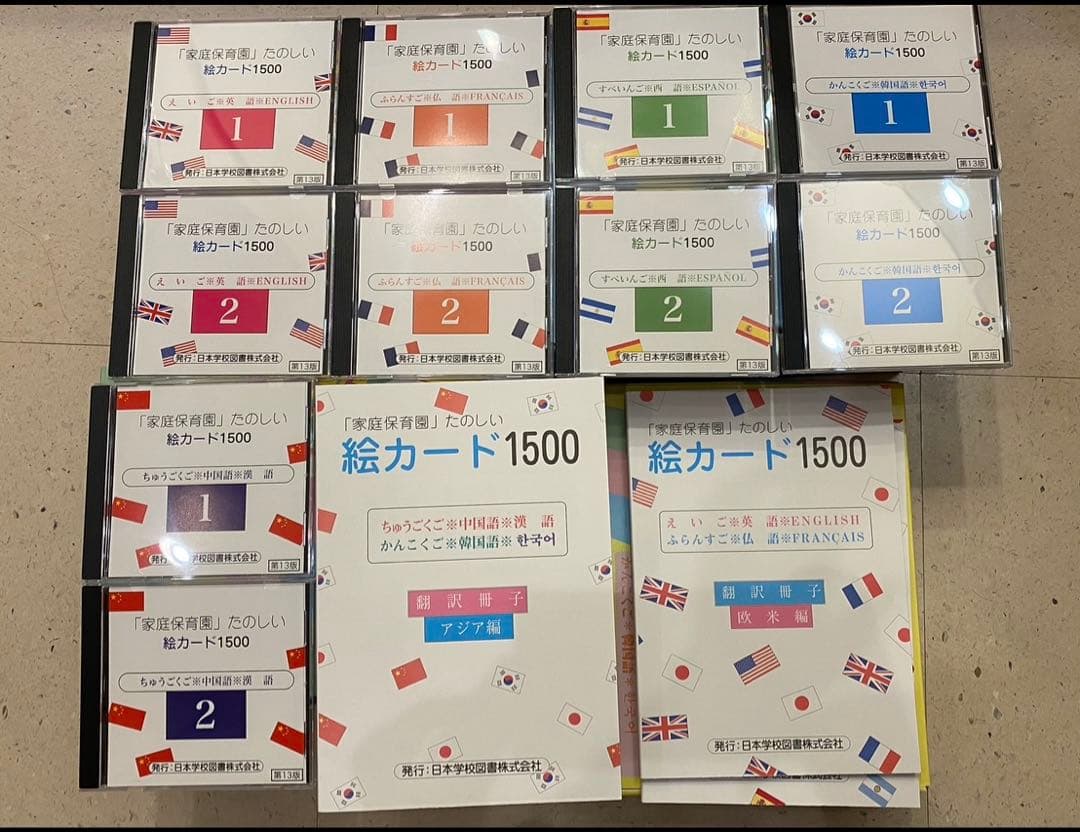 「家庭保育園」たのしい
絵カード1500
えいご※英語※ENGLISH
1
発行:日本学校図書株式会社
第13版
「家庭保育園」たのしい
絵カード1500
ふらんすご※仏語※FRANÇAIS
1
発行:日本学校図書株式会社
「家庭保育園」たのしい
絵カード1500
すぺいんご※西語※ESPAÑOL
1
発行:日本学校図書株式会社
第13版
「家庭保育園」たのしい
絵カード1500
かんこくご※韓国語※한국어
1
発行:日本学校図書株式会社
第13版
「家庭保育園」たのしい
絵カード1500
えいご※英語※ENGLISH
2
発行:日本学校図書株式会社
第13版
「家庭保育園」たのしい
絵カード1500
ふらんすご※仏語※FRANÇAIS
2
発行:日本学校図書株式会社
第13版
「家庭保育園」たのしい
絵カード1500
すぺいんご※西語※ESPAÑOL
2
発行:日本学校図書株式会社
第13版
「家庭保育園」たのしい
絵カード1500
かんこくご※韓国語※한국어
2
発行:日本学校図書株式会社
第13版
「家庭保育園」たのしい
絵カード1500
ちゅうごくご※中国語※漢語
1
発行:日本学校図書株式会社
第13版
「家庭保育園」たのしい
絵カード1500
ちゅうごくご※中国語※漢語
2
発行:日本学校図書株式会社
第13版
「家庭保育園」たのしい
絵カード1500
ちゅうごくご※中国語※漢語
かんこくご※韓国語※한국어
翻訳冊子
アジア編
発行:日本学校図書株式会社
「家庭保育園」たのしい
絵カード1500
えいご※英語※ENGLISH
ふらんすご※仏語※FRANÇAIS
翻訳冊子
欧米編
発行:日本学校図書株式会社